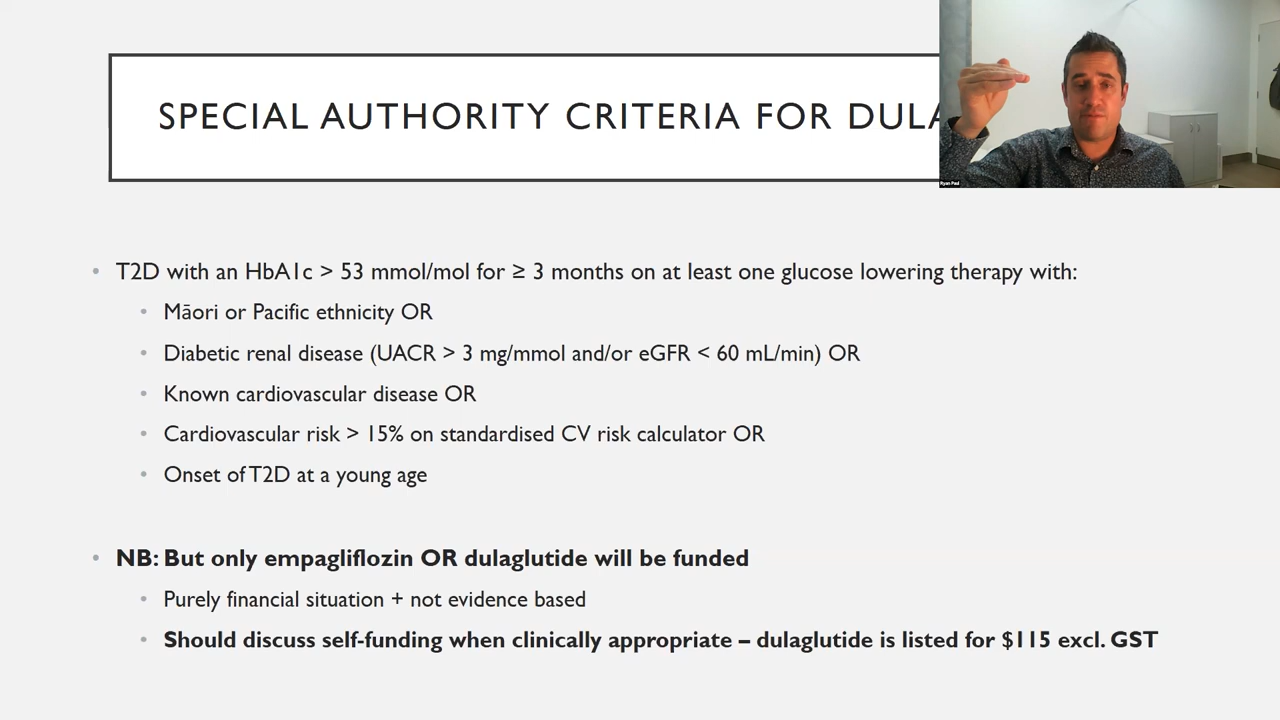 SPECIAL AUTHORITY CRITERIA FOR DULA
• T2D with an HbA1c > 53 mmol/mol for ≥ 3 months on at least one glucose lowering therapy with:
• Māori or Pacific ethnicity OR
• Diabetic renal disease (UACR > 3 mg/mmol and/or eGFR < 60 mL/min) OR
• Known cardiovascular disease OR
• Cardiovascular risk > 15% on standardised CV risk calculator OR
• Onset of T2D at a young age
• NB: But only empagliflozin OR dulaglutide will be funded
• Purely financial situation + not evidence based
• Should discuss self-funding when clinically appropriate – dulaglutide is listed for $115 excl. GST
Ryan Paul